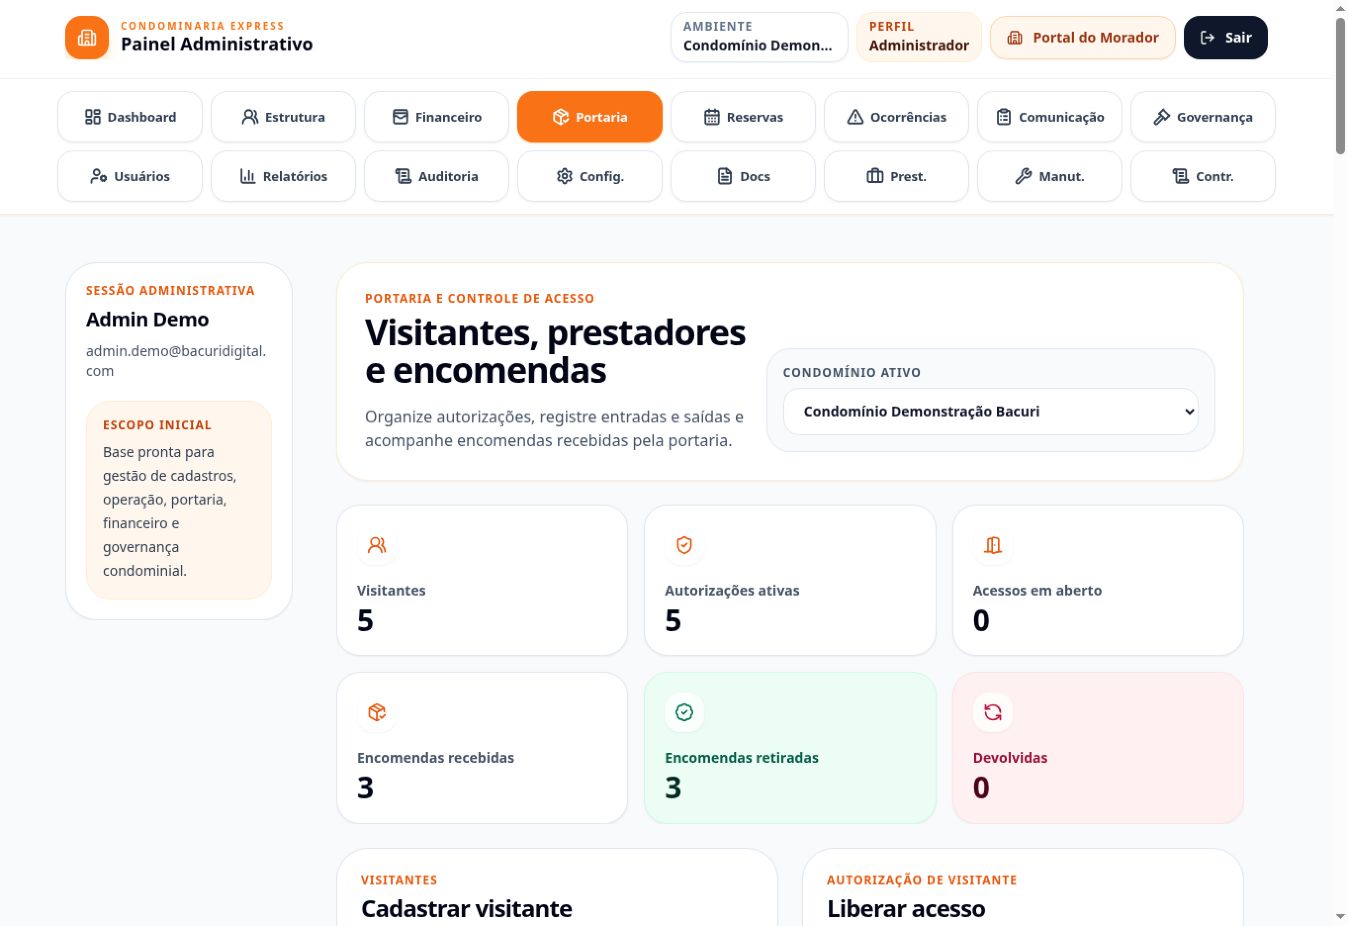 CONDOMINARIA EXPRESS
Painel Administrativo
AMBIENTE
Condomínio Demon...
PERFIL
Administrador
Portal do Morador
Sair
Dashboard
Estrutura
Financeiro
Portaria
Reservas
Ocorrências
Comunicação
Governança
Usuários
Relatórios
Auditoria
Config.
Docs
Prest.
Manut.
Contr.
SESSÃO ADMINISTRATIVA
Admin Demo
admin.demo@bacuridigital.
com
ESCOPO INICIAL
Base pronta para
gestão de cadastros,
operação, portaria,
financeiro e
governança
condominial.
PORTARIA E CONTROLE DE ACESSO
Visitantes, prestadores
e encomendas
Organize autorizações, registre entradas e saídas e
acompanhe encomendas recebidas pela portaria.
CONDOMÍNIO ATIVO
Condomínio Demonstração Bacuri
Visitantes
5
Autorizações ativas
5
Acessos em aberto
0
Encomendas recebidas
3
Encomendas retiradas
3
Devolvidas
0
VISITANTES
Cadastrar visitante
AUTORIZAÇÃO DE VISITANTE
Liberar acesso